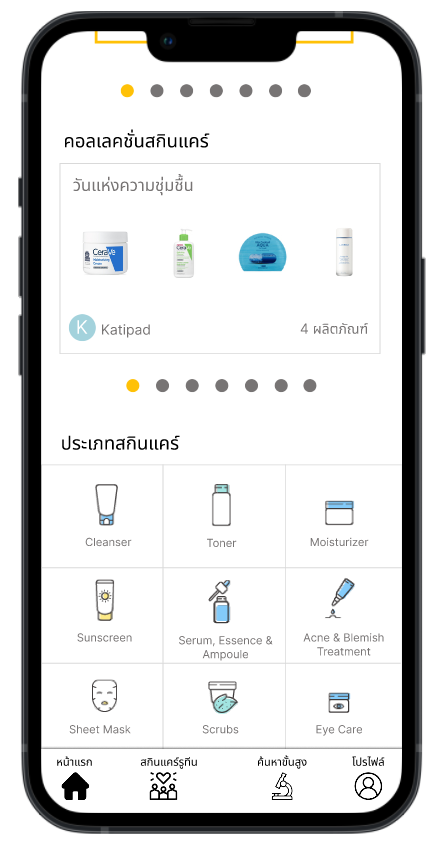 คอลเลคชั่นสกินแคร์
วันแห่งความชุ่มชื้น
CeraVe
K Katipad
4 ผลิตภัณฑ์
ประเภทสกินแคร์
Cleanser
Toner
Moisturizer
Sunscreen
Serum, Essence &
Ampoule
Acne & Blemish
Treatment
Sheet Mask
Scrubs
Eye Care
หน้าแรก
สกินแคร์รูทีน
ค้นหาขั้นสูง
โปรไฟล์